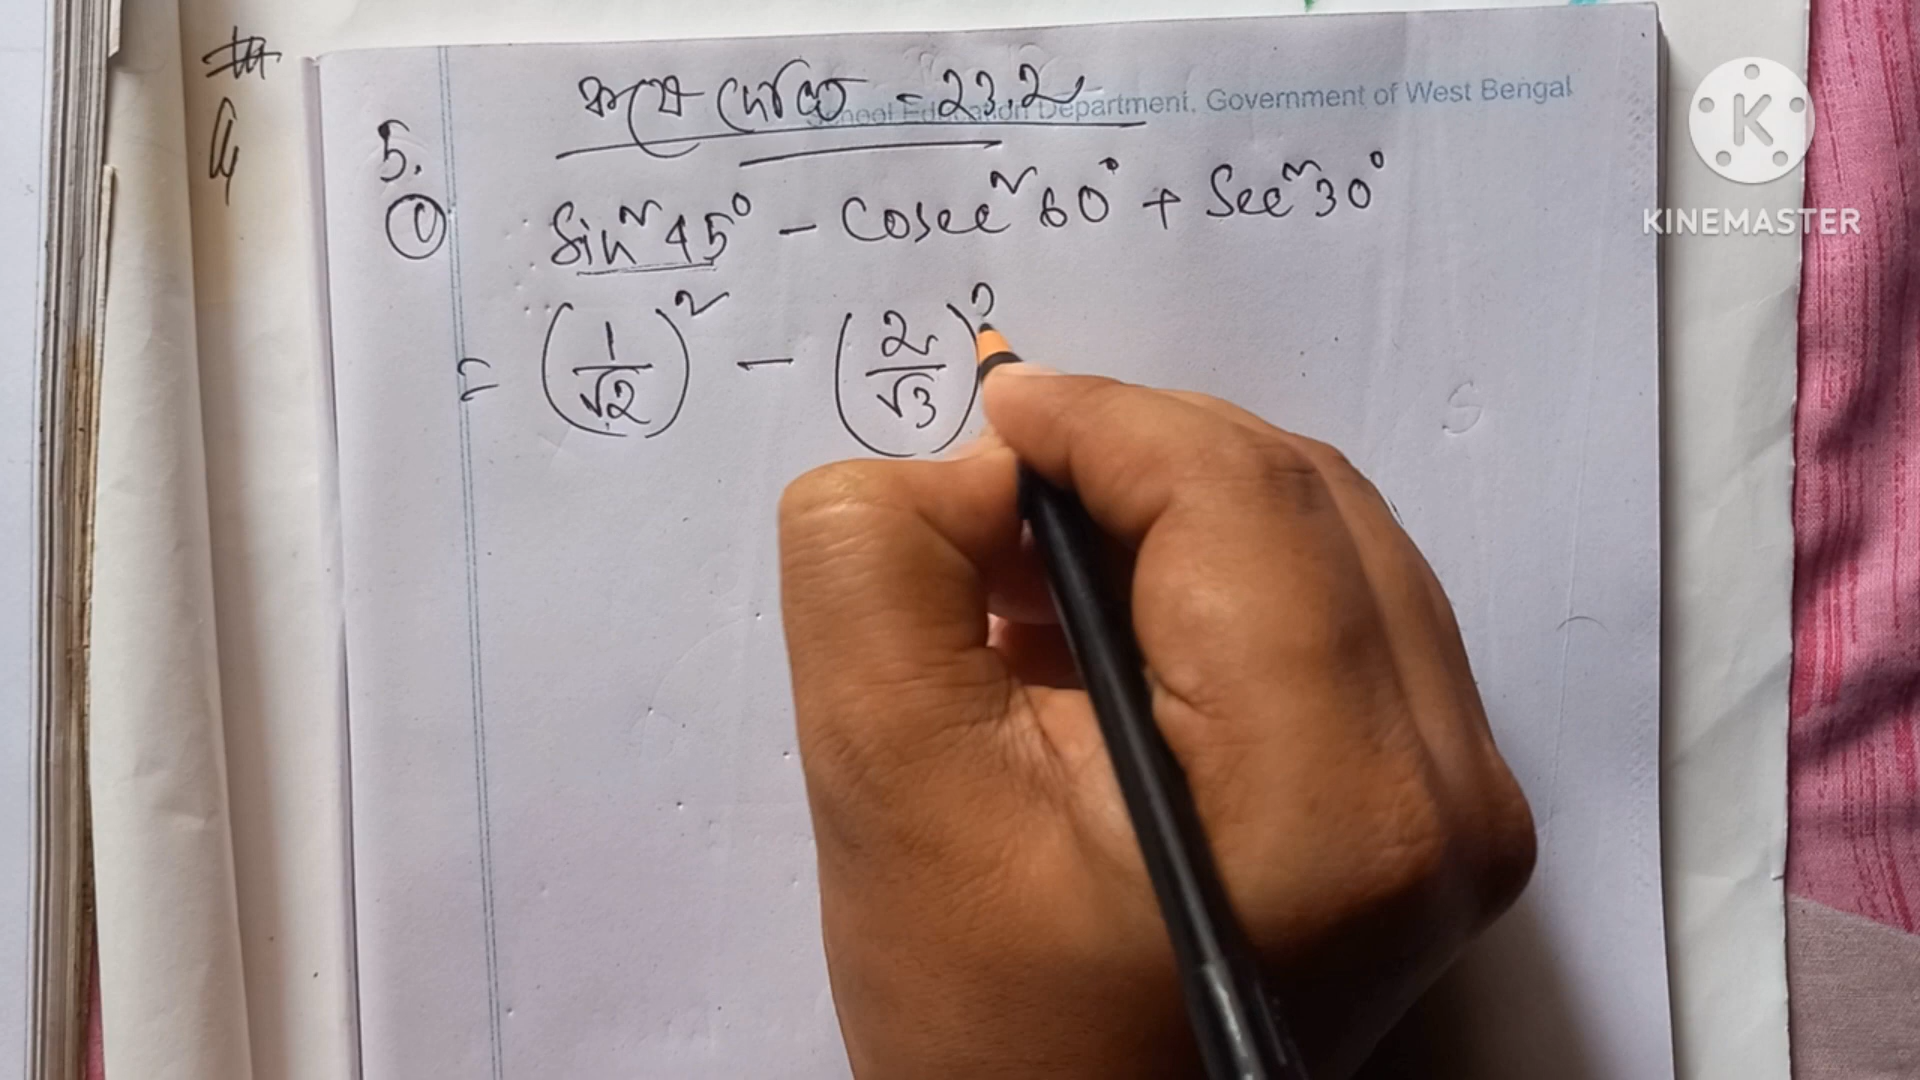 কষে দেখি - 23.2
School Education Department, Government of West Bengal
5.
(i) Sin² 45° - Cosec² 60° + Sec² 30°
= (1/√2)² - (2/√3)²
K
KINEMASTER